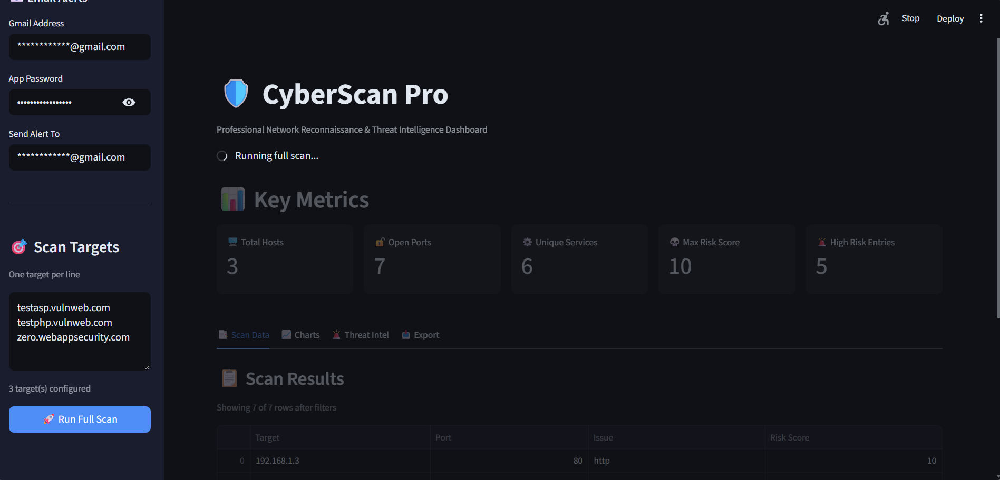 Email Alerts
Gmail Address
************@gmail.com
App Password
•••••••••••••••••
Send Alert To
************@gmail.com
Scan Targets
One target per line
testasp.vulnweb.com
testphp.vulnweb.com
zero.webappsecurity.com
3 target(s) configured
Run Full Scan
Stop Deploy
CyberScan Pro
Professional Network Reconnaissance & Threat Intelligence Dashboard
Running full scan...
Key Metrics
Total Hosts
3
Open Ports
7
Unique Services
6
Max Risk Score
10
High Risk Entries
5
Scan Data Charts Threat Intel Export
Scan Results
Showing 7 of 7 rows after filters
Target Port Issue Risk Score
0 192.168.1.3 80 http 10